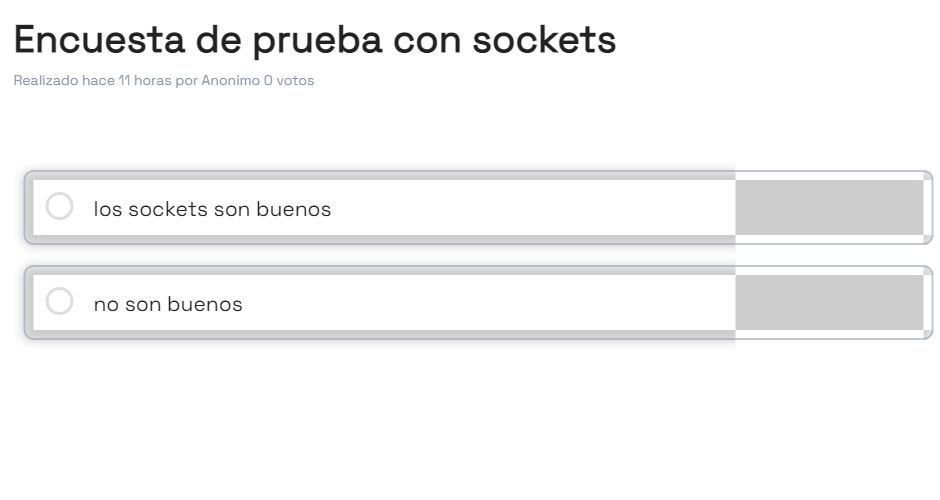 Encuesta de prueba con sockets
Realizado hace 11 horas por Anonimo 0 votos
los sockets son buenos
no son buenos